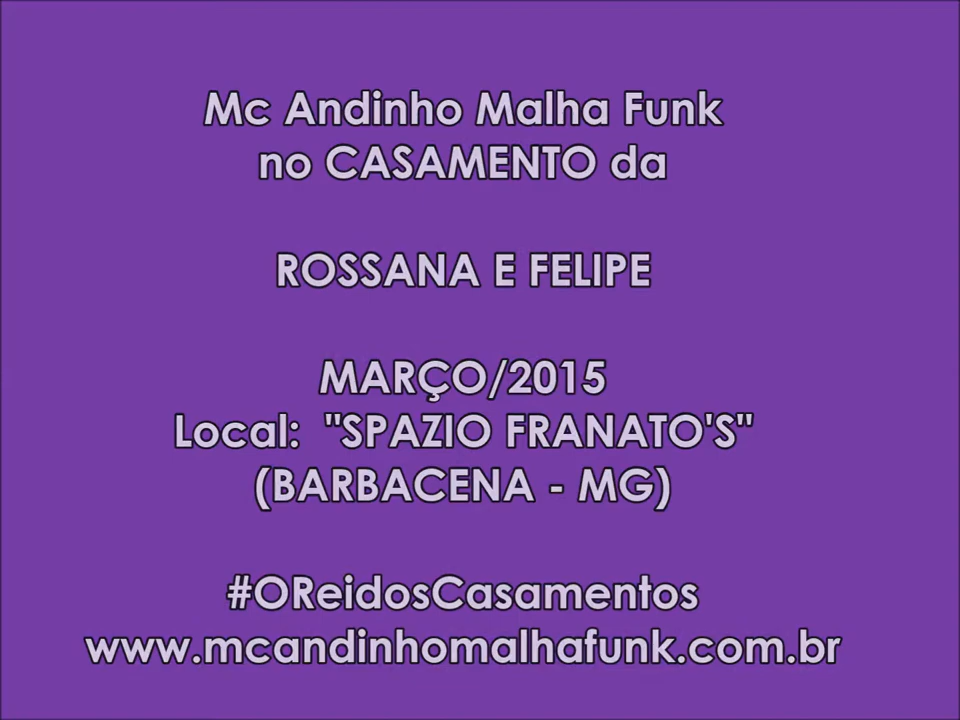 Mc Andinho Malha Funk
no CASAMENTO da
ROSSANA E FELIPE
MARÇO/2015
Local:  "SPAZIO FRANATO'S"
(BARBACENA - MG)
#OReidosCasamentos
www.mcandinhomalhafunk.com.br